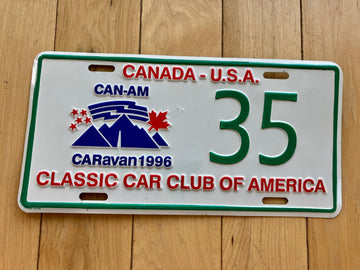 CANADA - U.S.A.
CAN-AM
35
CARavan1996
CLASSIC CAR CLUB OF AMERICA